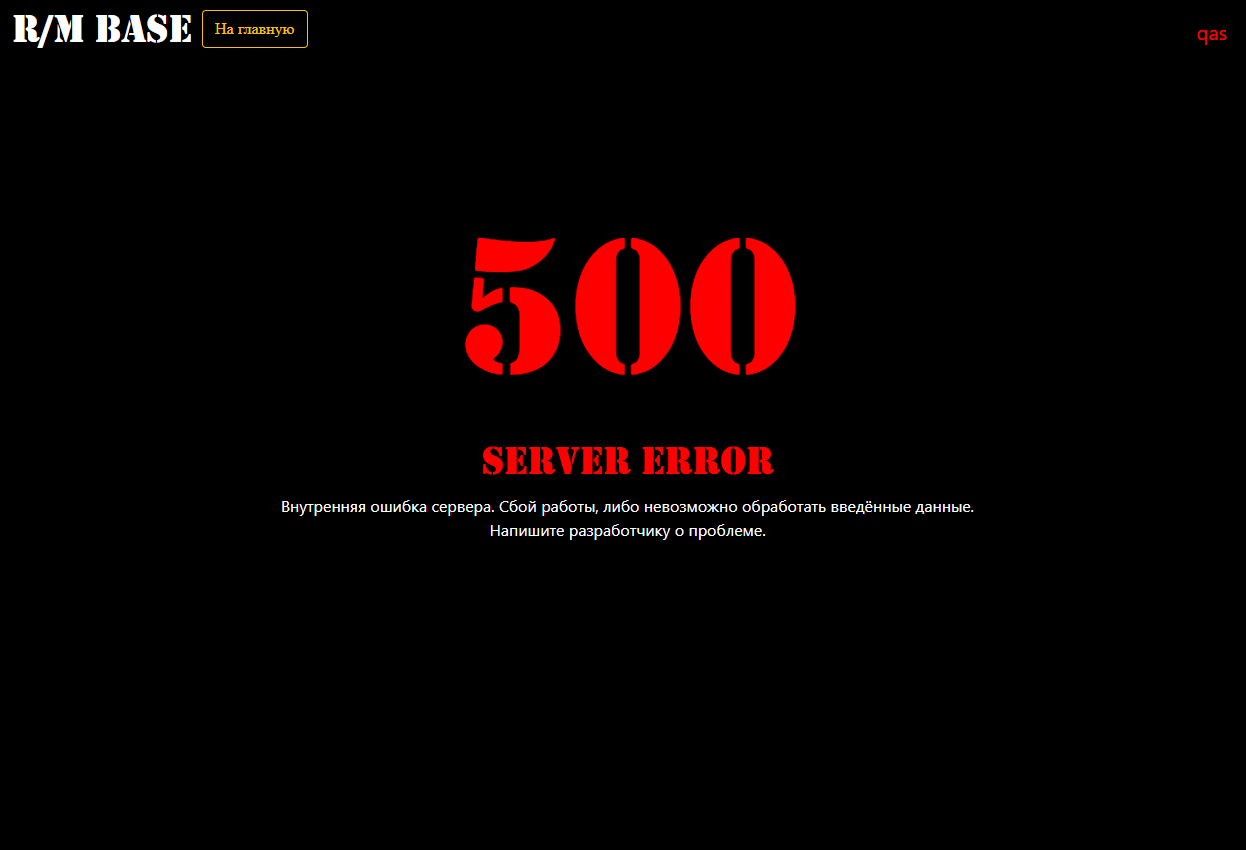 R/M BASE
На главную
qas
500
SERVER ERROR
Внутренняя ошибка сервера. Сбой работы, либо невозможно обработать введённые данные.
Напишите разработчику о проблеме.